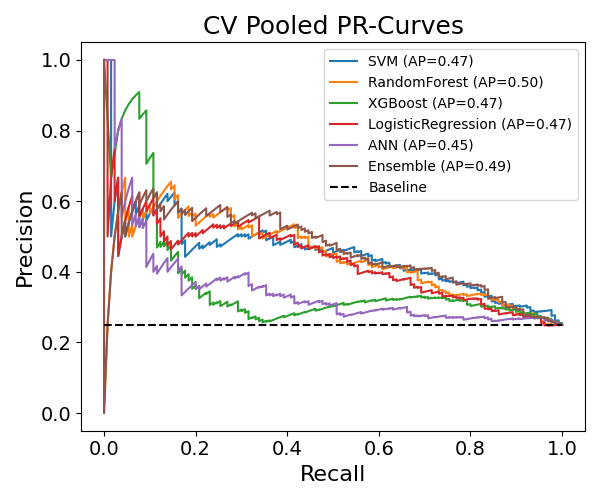 CV Pooled PR-Curves
SVM (AP=0.47)
RandomForest (AP=0.50)
XGBoost (AP=0.47)
LogisticRegression (AP=0.47)
ANN (AP=0.45)
Ensemble (AP=0.49)
Baseline
Precision
1.0
0.8
0.6
0.4
0.2
0.0
0.0 0.2 0.4 0.6 0.8 1.0
Recall